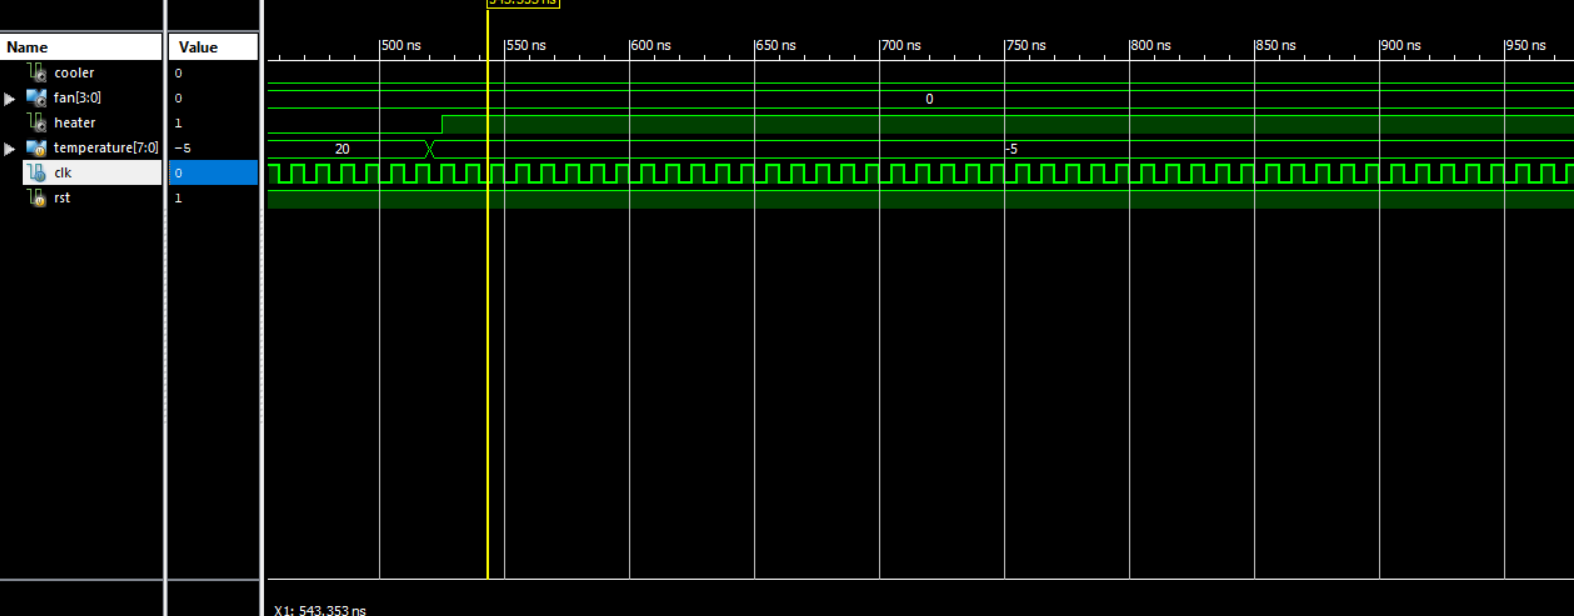 543.353 ns
Name Value 500 ns 550 ns 600 ns 650 ns 700 ns 750 ns 800 ns 850 ns 900 ns 950 ns
cooler 0
fan[3:0] 0 0
heater 1
temperature[7:0] -5 20 -5
clk 0
rst 1
X1: 543.353 ns